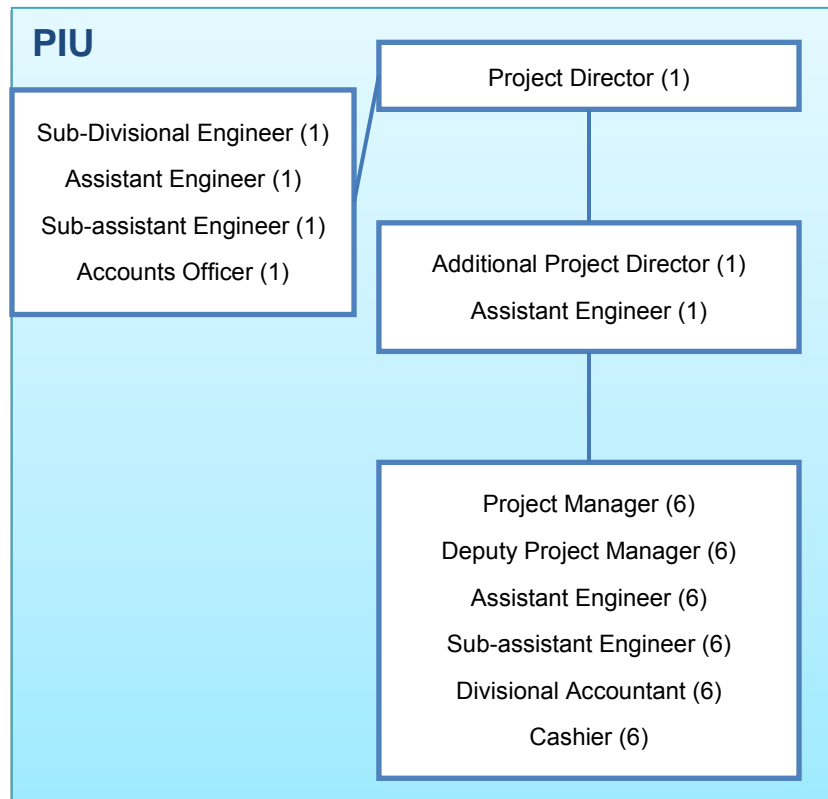 PIU
Project Director (1)
Sub-Divisional Engineer (1)
Assistant Engineer (1)
Sub-assistant Engineer (1)
Accounts Officer (1)
Additional Project Director (1)
Assistant Engineer (1)
Project Manager (6)
Deputy Project Manager (6)
Assistant Engineer (6)
Sub-assistant Engineer (6)
Divisional Accountant (6)
Cashier (6)